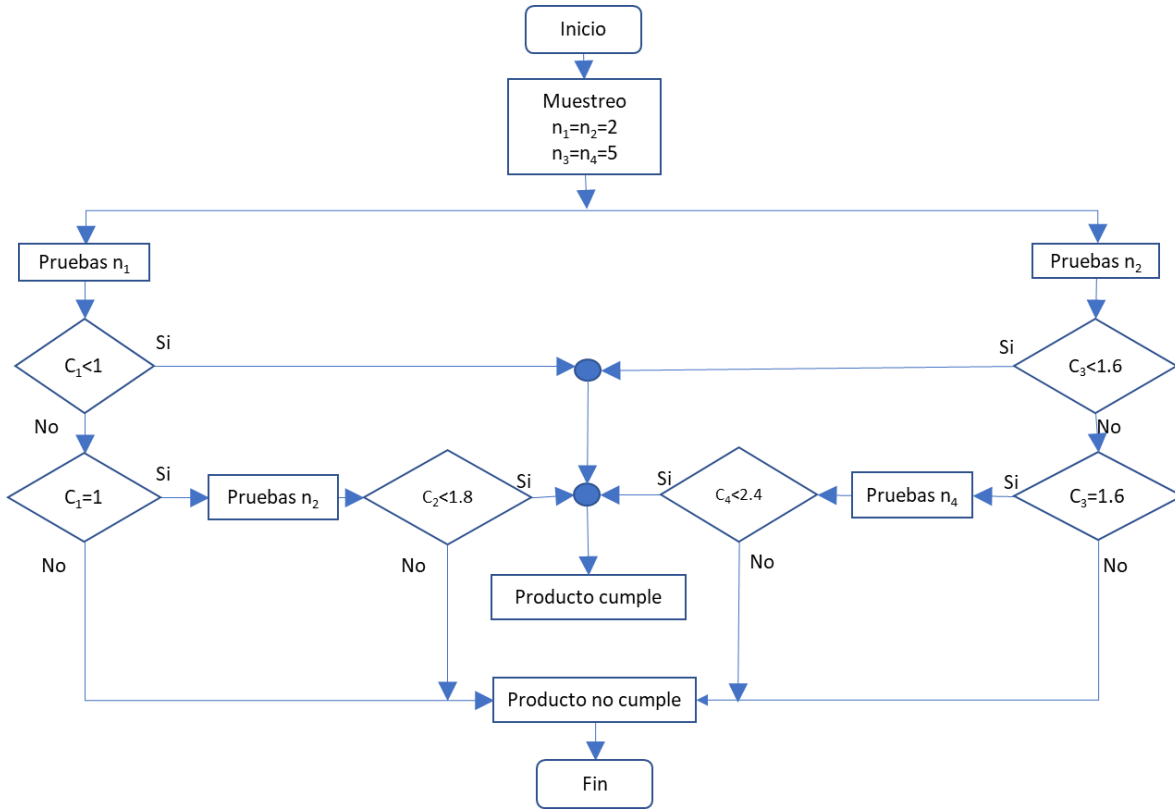 Inicio
Muestreo
n₁=n₂=2
n₃=n₄=5
Pruebas n₁
Pruebas n₂
C₁<1
Si
Si
C₃<1.6
No
No
C₁=1
Si
Pruebas n₂
C₂<1.8
Si
Si
C₄<2.4
Pruebas n₄
Si
C₃=1.6
No
No
No
No
Producto cumple
Producto no cumple
Fin